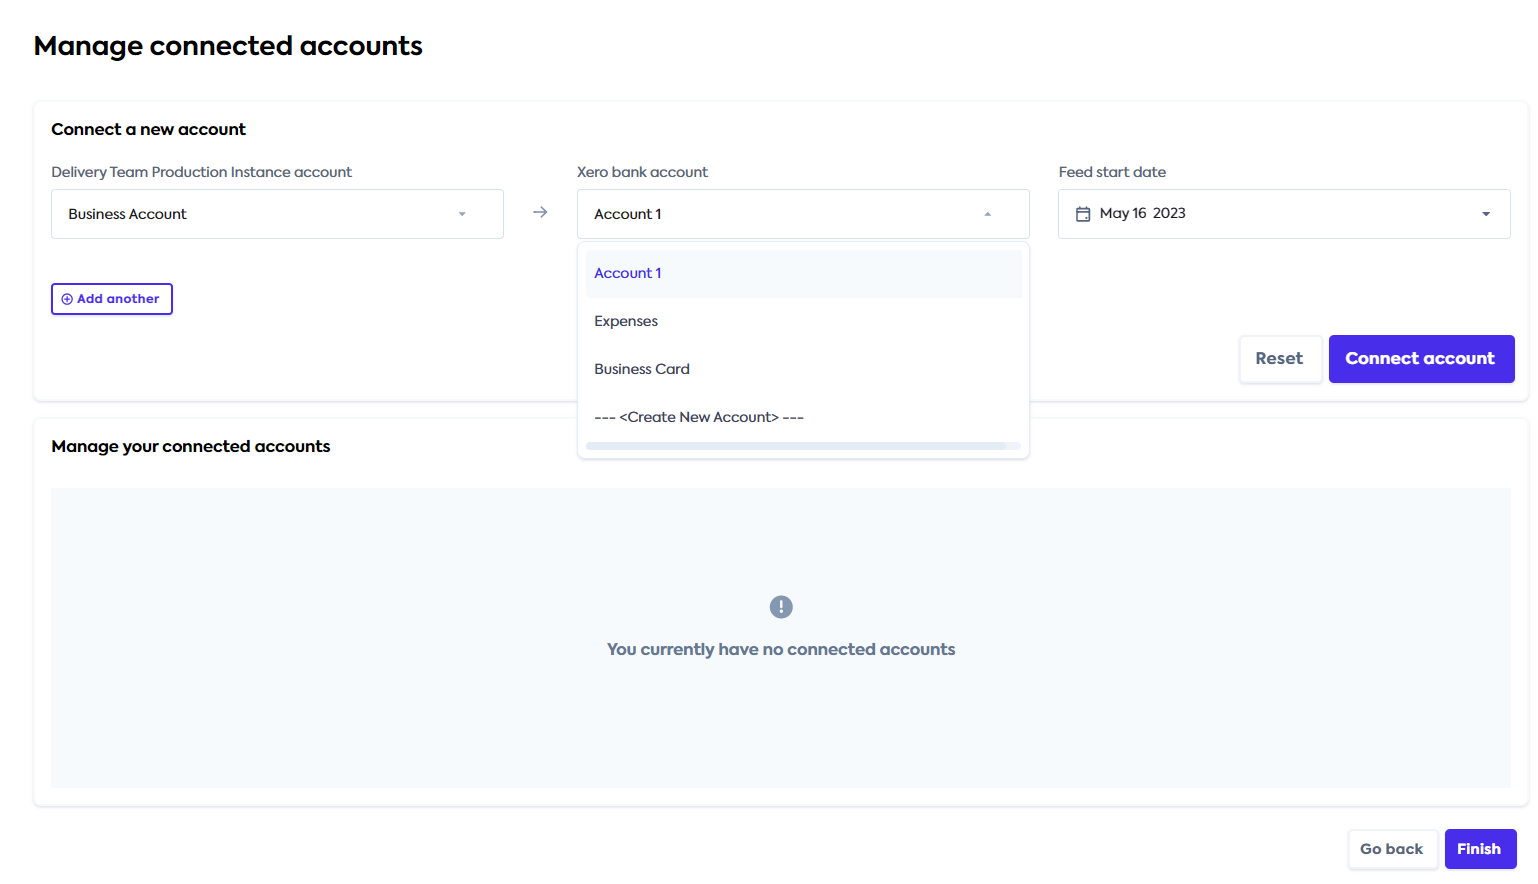 Manage connected accounts
Connect a new account
Delivery Team Production Instance account
Business Account
Xero bank account
Account 1
Feed start date
May 16 2023
Account 1
Expenses
Business Card
--- <Create New Account> ---
Add another
Reset
Connect account
Manage your connected accounts
You currently have no connected accounts
Go back
Finish